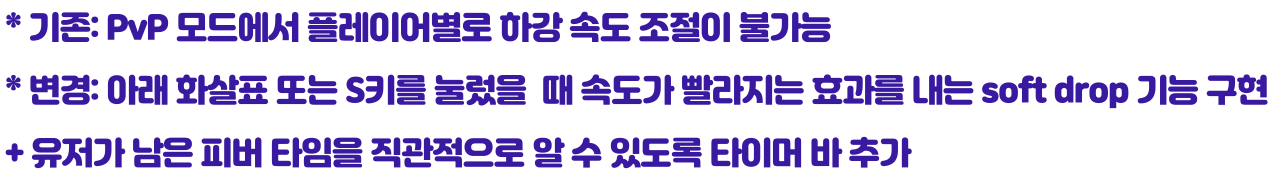 * 기존: PvP 모드에서 플레이어별로 하강 속도 조절이 불가능
* 변경: 아래 화살표 또는 S키를 눌렀을 때 속도가 빨라지는 효과를 내는 soft drop 기능 구현
+ 유저가 남은 피버 타임을 직관적으로 알 수 있도록 타이머 바 추가